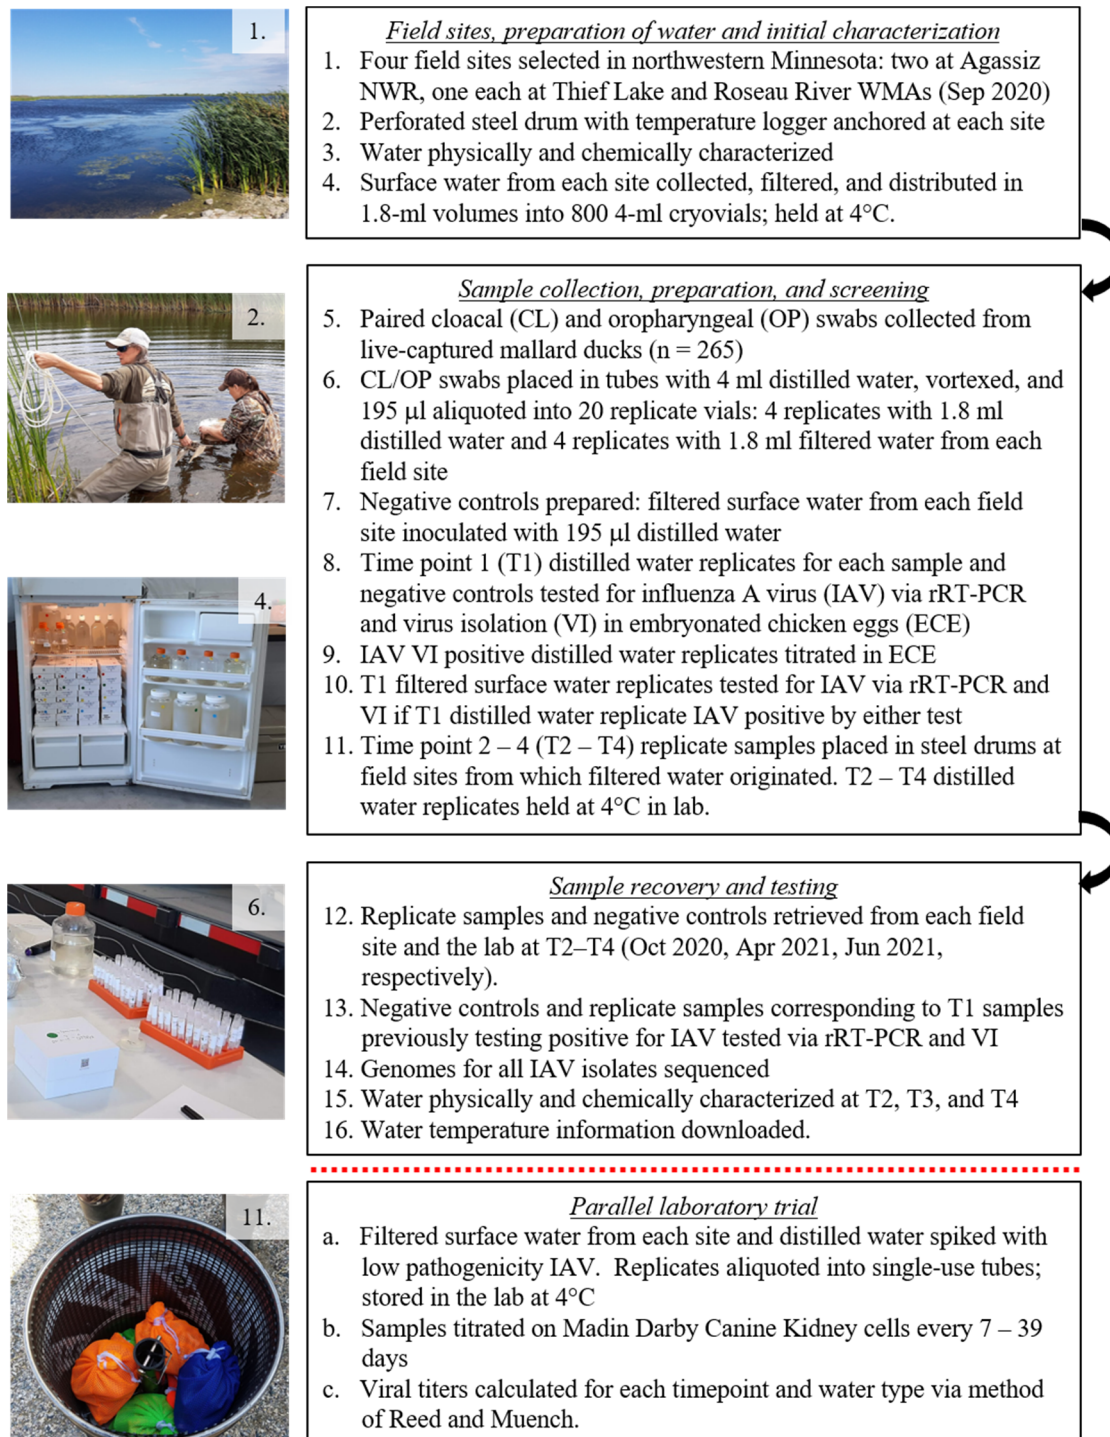 1.
Field sites, preparation of water and initial characterization
1. Four field sites selected in northwestern Minnesota: two at Agassiz
NWR, one each at Thief Lake and Roseau River WMAs (Sep 2020)
2. Perforated steel drum with temperature logger anchored at each site
3. Water physically and chemically characterized
4. Surface water from each site collected, filtered, and distributed in
1.8-ml volumes into 800 4-ml cryovials; held at 4°C.
2.
Sample collection, preparation, and screening
5. Paired cloacal (CL) and oropharyngeal (OP) swabs collected from
live-captured mallard ducks (n = 265)
6. CL/OP swabs placed in tubes with 4 ml distilled water, vortexed, and
195 µl aliquoted into 20 replicate vials: 4 replicates with 1.8 ml
distilled water and 4 replicates with 1.8 ml filtered water from each
field site
7. Negative controls prepared: filtered surface water from each field
site inoculated with 195 µl distilled water
4.
8. Time point 1 (T1) distilled water replicates for each sample and
negative controls tested for influenza A virus (IAV) via rRT-PCR
and virus isolation (VI) in embryonated chicken eggs (ECE)
9. IAV VI positive distilled water replicates titrated in ECE
10. T1 filtered surface water replicates tested for IAV via rRT-PCR and
VI if T1 distilled water replicate IAV positive by either test
11. Time point 2 – 4 (T2 – T4) replicate samples placed in steel drums at
field sites from which filtered water originated. T2 – T4 distilled
water replicates held at 4°C in lab.
6.
Sample recovery and testing
12. Replicate samples and negative controls retrieved from each field
site and the lab at T2–T4 (Oct 2020, Apr 2021, Jun 2021,
respectively).
13. Negative controls and replicate samples corresponding to T1 samples
previously testing positive for IAV tested via rRT-PCR and VI
14. Genomes for all IAV isolates sequenced
15. Water physically and chemically characterized at T2, T3, and T4
16. Water temperature information downloaded.
11.
Parallel laboratory trial
a. Filtered surface water from each site and distilled water spiked with
low pathogenicity IAV. Replicates aliquoted into single-use tubes;
stored in the lab at 4°C
b. Samples titrated on Madin Darby Canine Kidney cells every 7 – 39
days
c. Viral titers calculated for each timepoint and water type via method
of Reed and Muench.